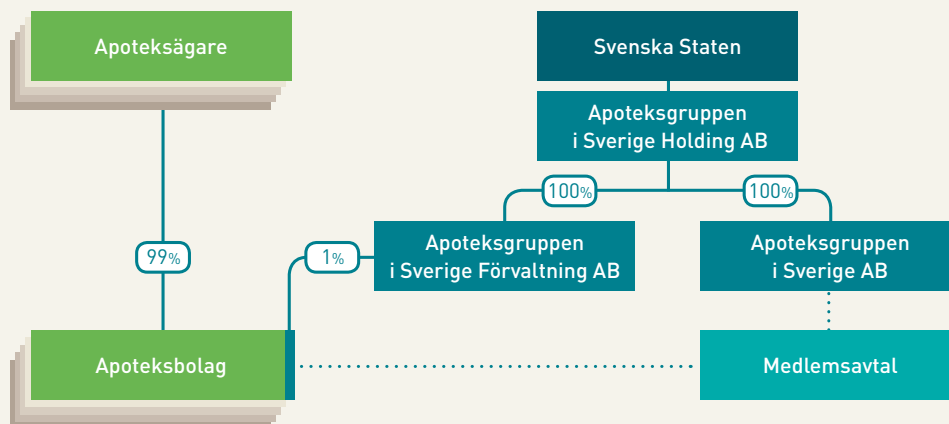 Apoteksägare
Svenska Staten
Apoteksgruppen
i Sverige Holding AB
100%
100%
Apoteksgruppen
i Sverige Förvaltning AB
Apoteksgruppen
i Sverige AB
99%
1%
Apoteksbolag
Medlemsavtal